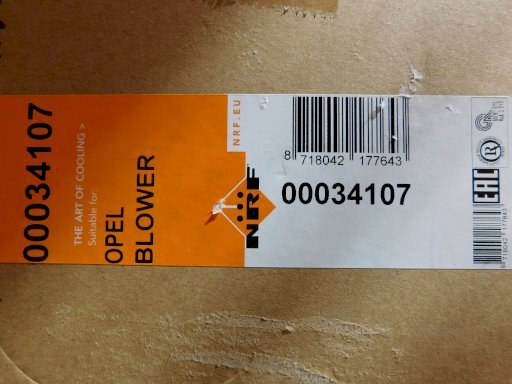 00034107
THE ART OF COOLING >
Suitable for:
OPEL
BLOWER
NRF.EU
NRF
8 718042 177643
00034107
EAC
8 718042 177643